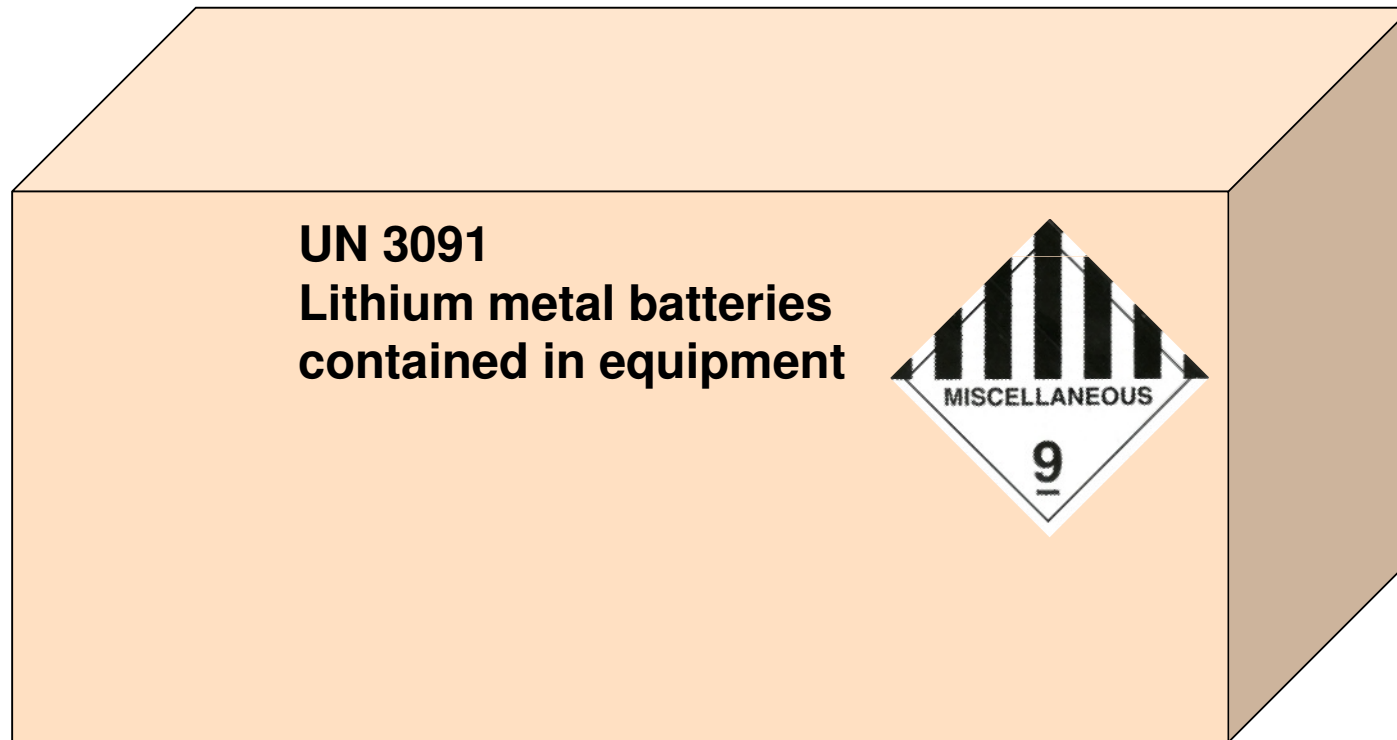 UN 3091
Lithium metal batteries
contained in equipment
MISCELLANEOUS
9